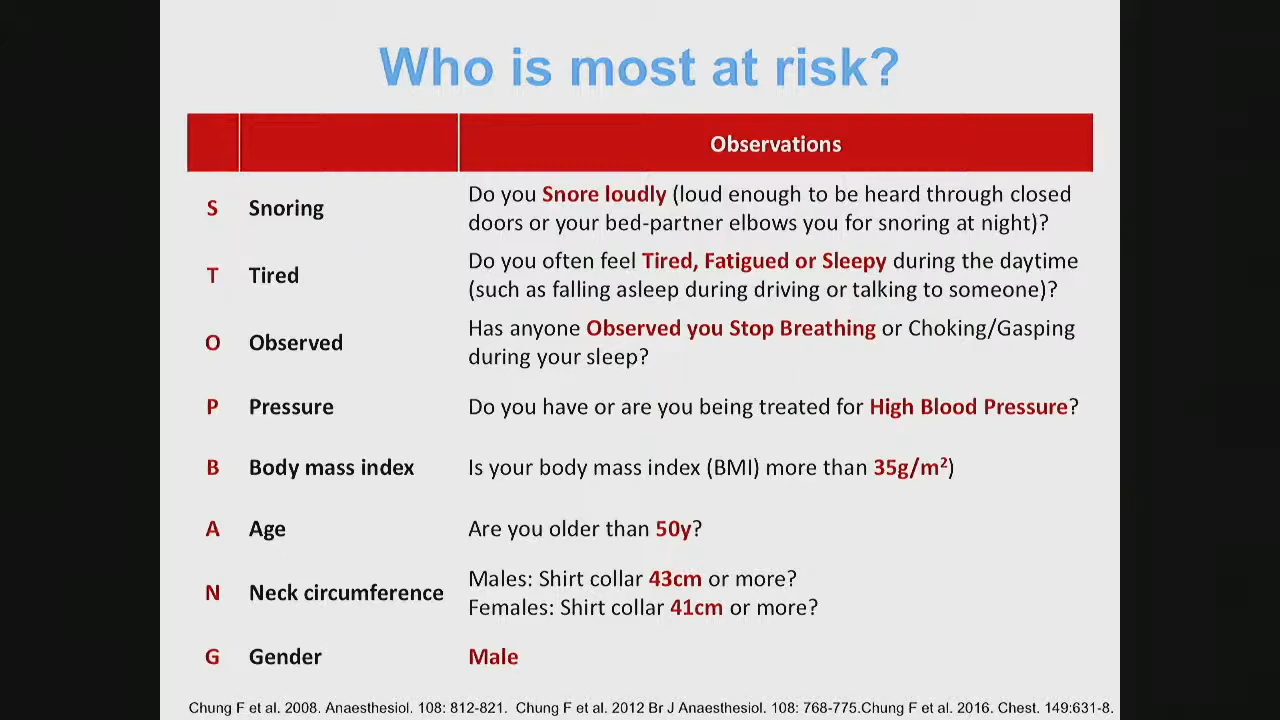 Who is most at risk?
Observations
S Snoring Do you Snore loudly (loud enough to be heard through closed
doors or your bed-partner elbows you for snoring at night)?
T Tired Do you often feel Tired, Fatigued or Sleepy during the daytime
(such as falling asleep during driving or talking to someone)?
O Observed Has anyone Observed you Stop Breathing or Choking/Gasping
during your sleep?
P Pressure Do you have or are you being treated for High Blood Pressure?
B Body mass index Is your body mass index (BMI) more than 35g/m²)
A Age Are you older than 50y?
N Neck circumference Males: Shirt collar 43cm or more?
Females: Shirt collar 41cm or more?
G Gender Male
Chung F et al. 2008. Anaesthesiol. 108: 812-821. Chung F et al. 2012 Br J Anaesthesiol. 108: 768-775.Chung F et al. 2016. Chest. 149:631-8.